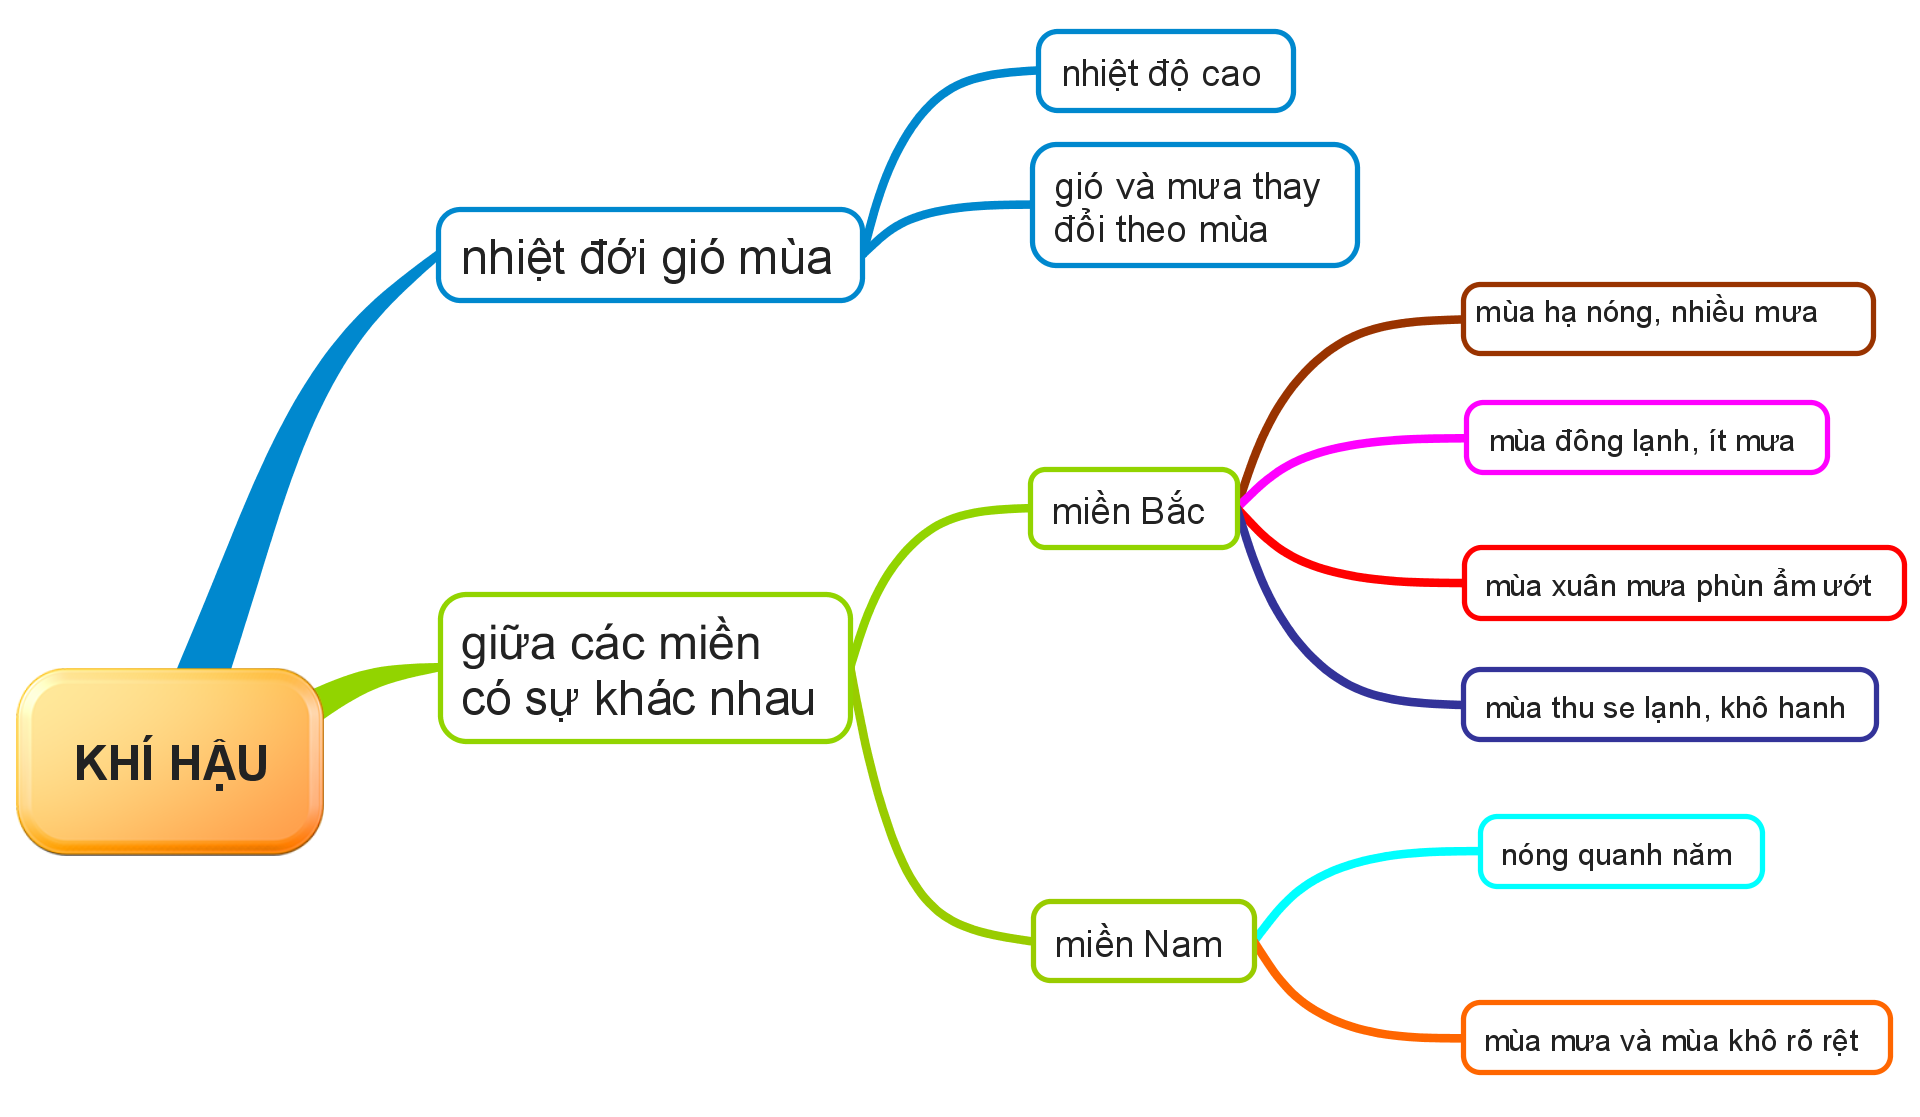 KHÍ HẬU
nhiệt đới gió mùa
nhiệt độ cao
gió và mưa thay
đổi theo mùa
giữa các miền
có sự khác nhau
miền Bắc
mùa hạ nóng, nhiều mưa
mùa đông lạnh, ít mưa
mùa xuân mưa phùn ẩm ướt
mùa thu se lạnh, khô hanh
miền Nam
nóng quanh năm
mùa mưa và mùa khô rõ rệt